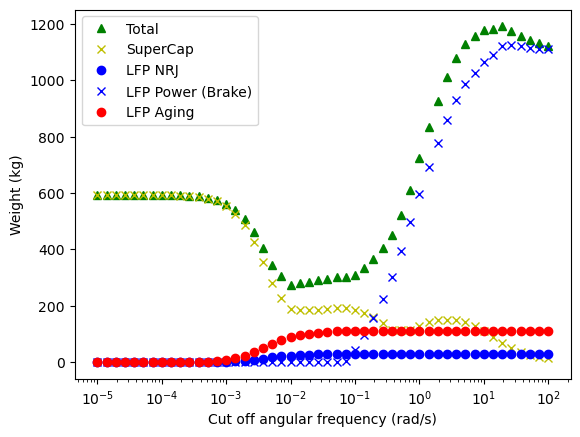 Total
SuperCap
LFP NRJ
LFP Power (Brake)
LFP Aging
Weight (kg)
1200
1000
800
600
400
200
0
10⁻⁵ 10⁻⁴ 10⁻³ 10⁻² 10⁻¹ 10⁰ 10¹ 10²
Cut off angular frequency (rad/s)